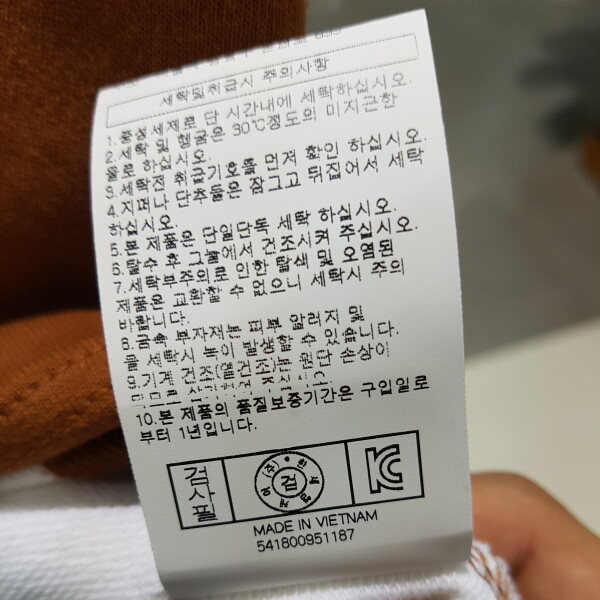 세탁및취급시 주의사항
1.중성세제로 단 시간내에 세탁하십시오.
2.세탁 및 헹굼은 30℃정도의 미지근한
물로 하십시오.
3.세탁전 취급기호를 먼저 확인 하십시오.
4.지퍼나 단추등은 잠그고 뒤집어서 세탁
하십시오.
5.본 제품은 단일단독 세탁 하십시오.
6.탈수 후 그늘에서 건조시켜 주십시오.
7.세탁부주의로 인한 탈색 및 오염된
제품은 교환할 수 없으니 세탁시 주의
바랍니다.
8.금속 부자재는 피부 알러지 및
물 세탁시 녹이 발생할 수 있습니다.
9.기계 건조(열건조)는 원단 손상이
주십시오.
10.본 제품의 품질보증기간은 구입일로
부터 1년입니다.
검사필
검
KC
MADE IN VIETNAM
541800951187